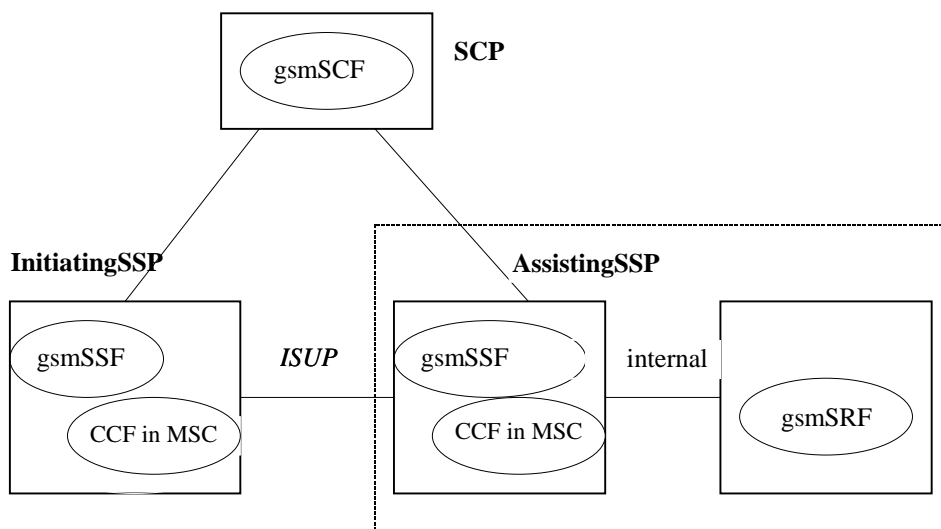 gsmSCF
SCP
InitiatingSSP
AssistingSSP
gsmSSF
ISUP
gsmSSF
internal
CCF in MSC
CCF in MSC
gsmSRF